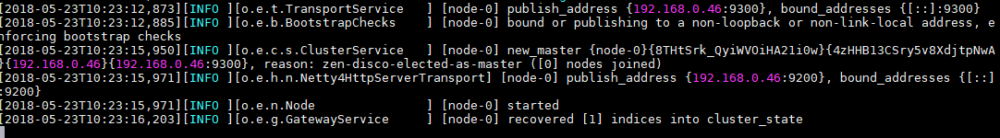 [2018-05-23T10:23:12,873][INFO ][o.e.t.TransportService   ] [node-0] publish_address {192.168.0.46:9300}, bound_addresses {[::]:9300}
[2018-05-23T10:23:12,885][INFO ][o.e.b.BootstrapChecks    ] [node-0] bound or publishing to a non-loopback or non-link-local address, e
nforcing bootstrap checks
[2018-05-23T10:23:15,950][INFO ][o.e.c.s.ClusterService   ] [node-0] new_master {node-0}{8THtSrk_QyiWVOiHA21i0w}{4zHHB13CSry5v8XdjtpNwA
}{192.168.0.46}{192.168.0.46:9300}, reason: zen-disco-elected-as-master ([0] nodes joined)
[2018-05-23T10:23:15,971][INFO ][o.e.h.n.Netty4HttpServerTransport] [node-0] publish_address {192.168.0.46:9200}, bound_addresses {[::]
:9200}
[2018-05-23T10:23:15,971][INFO ][o.e.n.Node               ] [node-0] started
[2018-05-23T10:23:16,203][INFO ][o.e.g.GatewayService     ] [node-0] recovered [1] indices into cluster_state